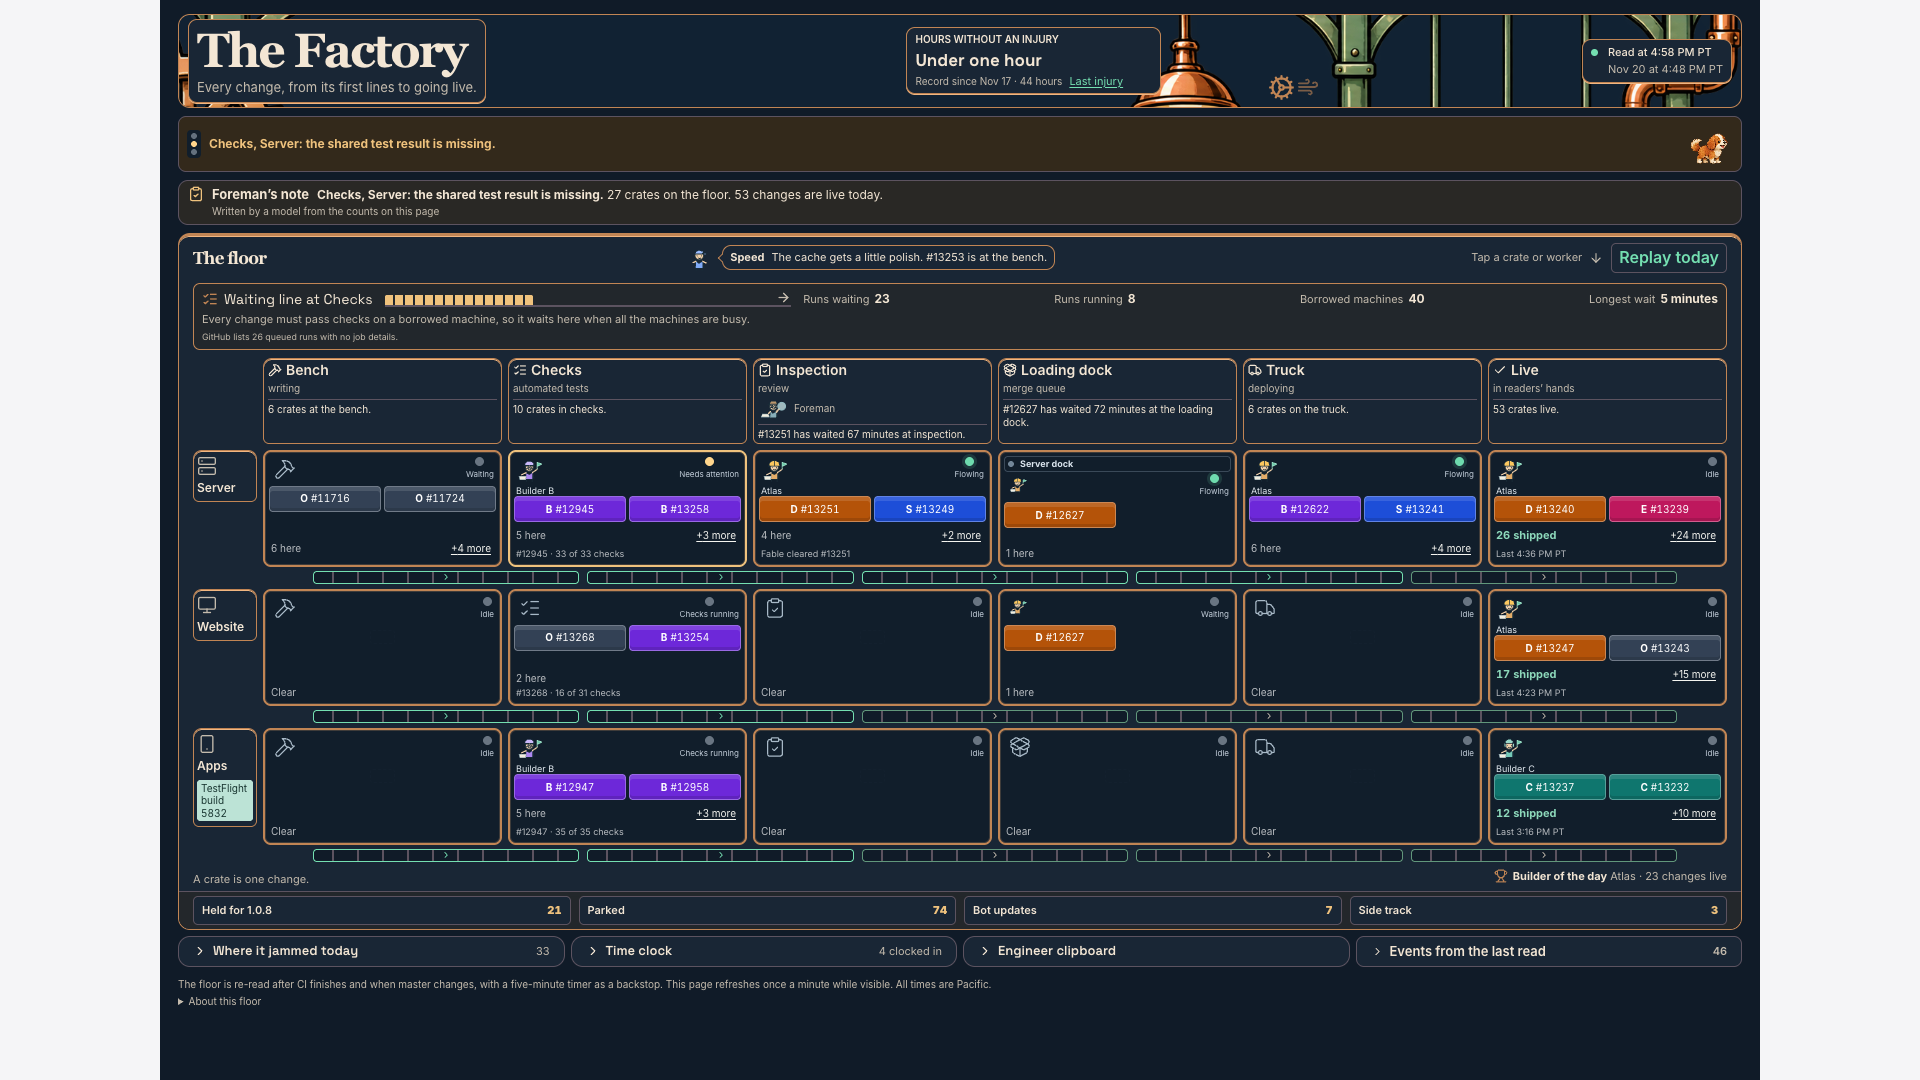 The Factory
Every change, from its first lines to going live.
HOURS WITHOUT AN INJURY
Under one hour
Record since Nov 17 · 44 hours Last injury
Read at 4:58 PM PT
Nov 20 at 4:48 PM PT
Checks, Server: the shared test result is missing.
Foreman’s note Checks, Server: the shared test result is missing. 27 crates on the floor. 53 changes are live today.
Written by a model from the counts on this page
The floor
Speed The cache gets a little polish. #13253 is at the bench.
Tap a crate or worker ↓
Replay today
Waiting line at Checks
Runs waiting 23
Runs running 8
Borrowed machines 40
Longest wait 5 minutes
Every change must pass checks on a borrowed machine, so it waits here when all the machines are busy.
GitHub lists 26 queued runs with no job details.
Bench
writing
6 crates at the bench.
Checks
automated tests
10 crates in checks.
Inspection
review
Foreman
#13251 has waited 67 minutes at inspection.
Loading dock
merge queue
#12627 has waited 72 minutes at the loading
dock.
Truck
deploying
6 crates on the truck.
Live
in readers’ hands
53 crates live.
Server
Waiting
O #11716
O #11724
6 here
+4 more
Needs attention
Builder B
B #12945
B #13258
5 here
+3 more
#12945 · 33 of 33 checks
Flowing
Atlas
D #13251
S #13249
4 here
+2 more
Fable cleared #13251
Server dock
Flowing
D #12627
1 here
Flowing
Atlas
B #12622
S #13241
6 here
+4 more
Idle
Atlas
D #13240
E #13239
26 shipped
+24 more
Last 4:36 PM PT
Website
Idle
Clear
Checks running
O #13268
B #13254
2 here
#13268 · 16 of 31 checks
Idle
Clear
Waiting
D #12627
1 here
Idle
Clear
Idle
Atlas
D #13247
O #13243
17 shipped
+15 more
Last 4:23 PM PT
Apps
TestFlight
build
5832
Idle
Clear
Checks running
Builder B
B #12947
B #12958
5 here
+3 more
#12947 · 35 of 35 checks
Idle
Clear
Idle
Clear
Idle
Clear
Idle
Builder C
C #13237
C #13232
12 shipped
+10 more
Last 3:16 PM PT
A crate is one change.
Builder of the day Atlas · 23 changes live
Held for 1.0.8 21
Parked 74
Bot updates 7
Side track 3
Where it jammed today 33
Time clock 4 clocked in
Engineer clipboard
Events from the last read 46
The floor is re-read after CI finishes and when master changes, with a five-minute timer as a backstop. This page refreshes once a minute while visible. All times are Pacific.
About this floor